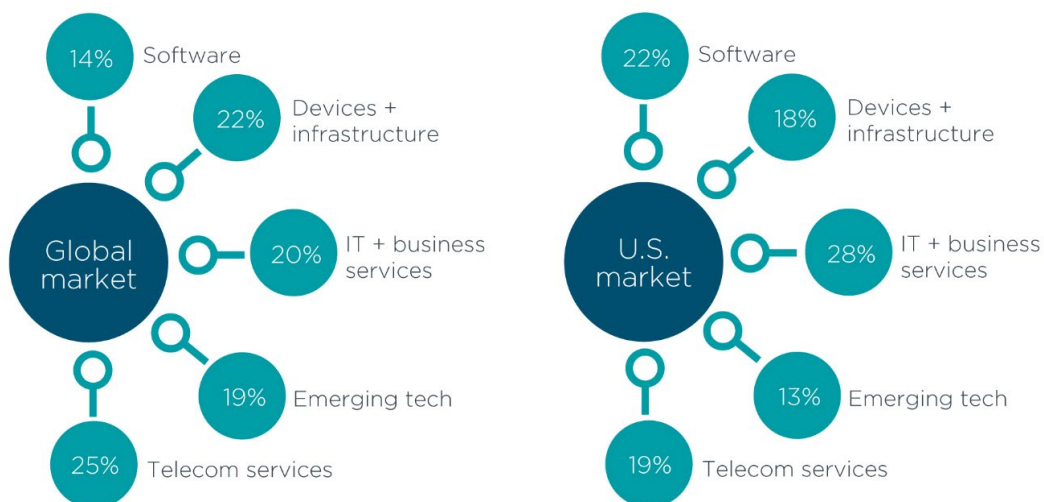 14%
Software
22%
Devices +
infrastructure
Global
market
20%
IT + business
services
19%
Emerging tech
25%
Telecom services
22%
Software
18%
Devices +
infrastructure
U.S.
market
28%
IT + business
services
13%
Emerging tech
19%
Telecom services